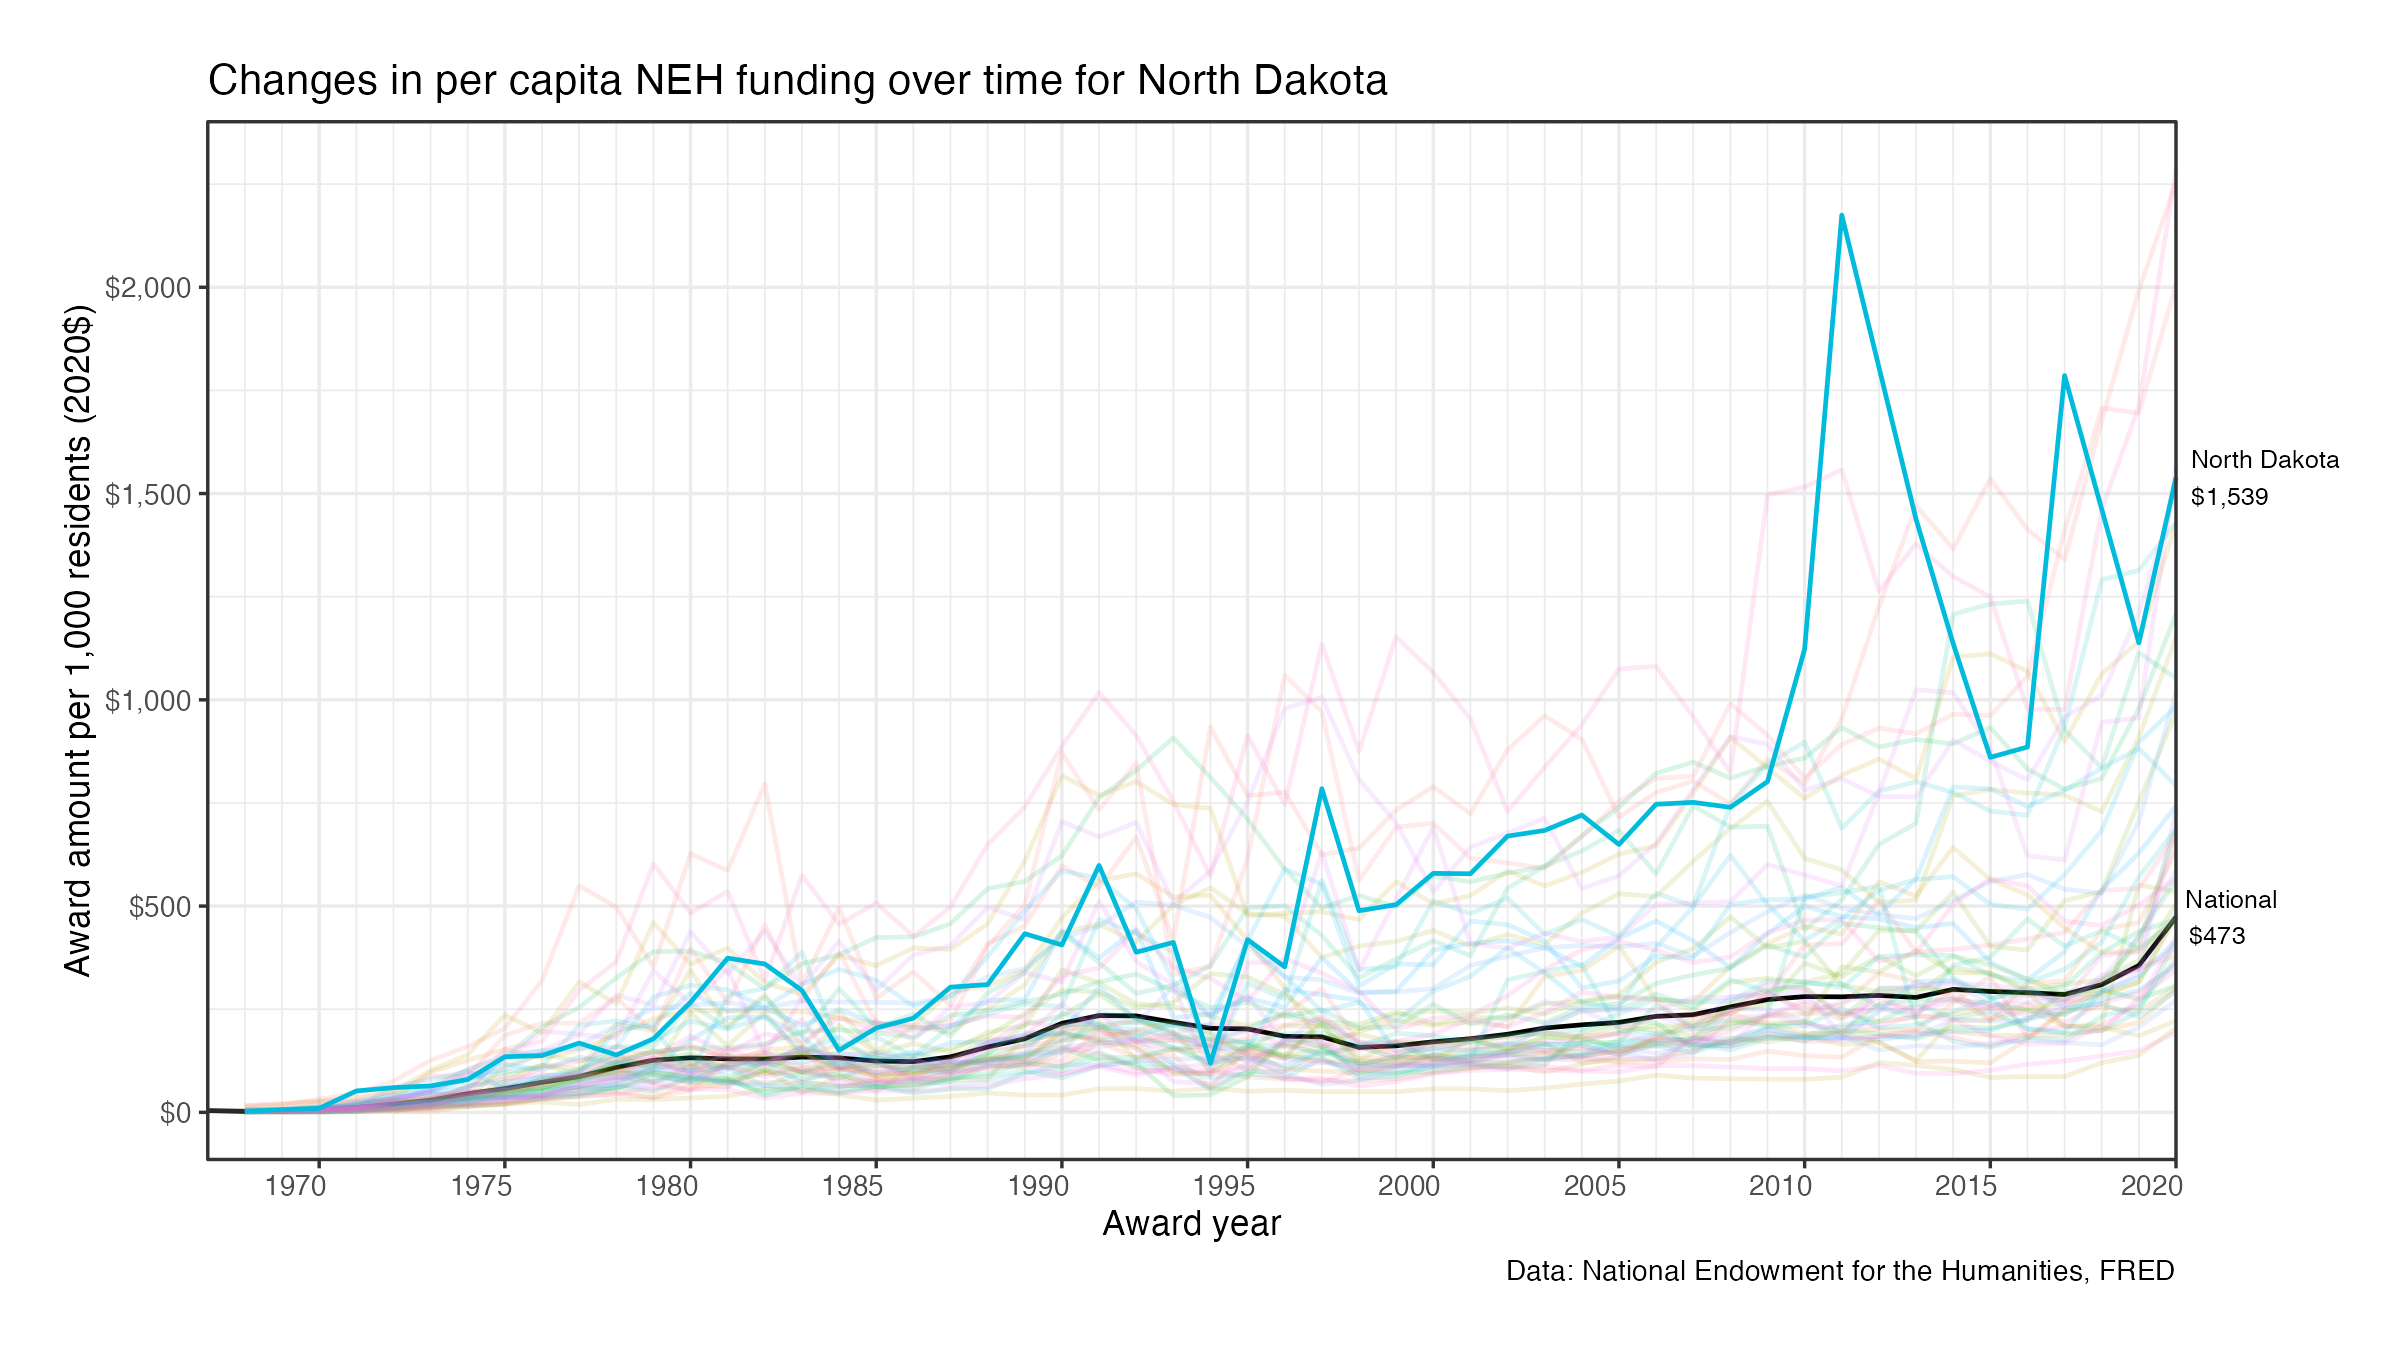 Changes in per capita NEH funding over time for North Dakota
Award amount per 1,000 residents (2020$)
$2,000
$1,500
$1,000
$500
$0
North Dakota
$1,539
National
$473
1970 1975 1980 1985 1990 1995 2000 2005 2010 2015 2020
Award year
Data: National Endowment for the Humanities, FRED